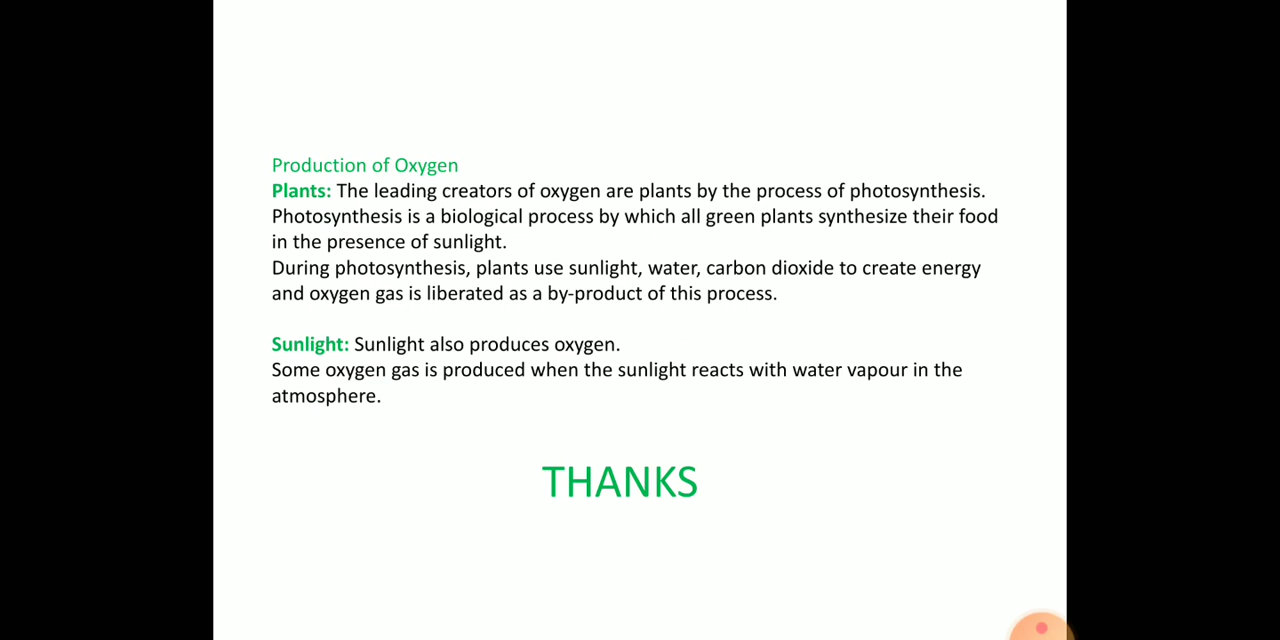 Production of Oxygen
Plants: The leading creators of oxygen are plants by the process of photosynthesis.
Photosynthesis is a biological process by which all green plants synthesize their food
in the presence of sunlight.
During photosynthesis, plants use sunlight, water, carbon dioxide to create energy
and oxygen gas is liberated as a by-product of this process.
Sunlight: Sunlight also produces oxygen.
Some oxygen gas is produced when the sunlight reacts with water vapour in the
atmosphere.
THANKS